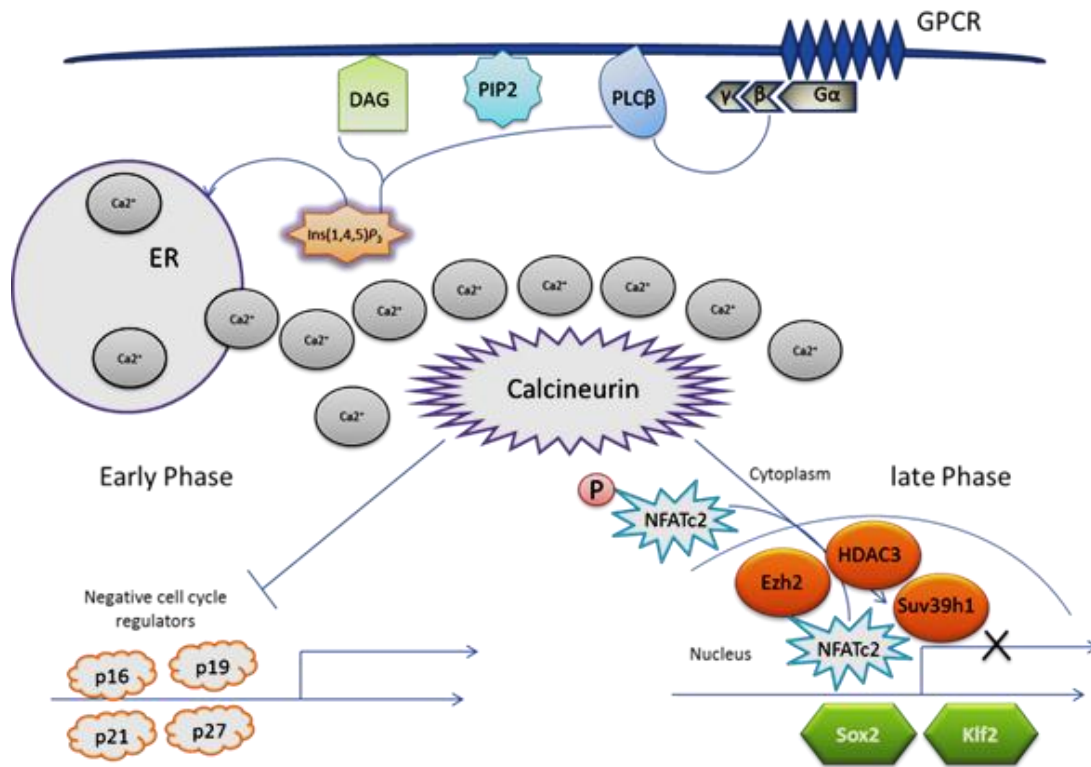 GPCR
DAG
PIP2
PLCβ
γ
β
Gα
Ca2⁺
ER
Ins(1,4,5)P₃
Ca2⁺
Ca2⁺
Ca2⁺
Ca2⁺
Ca2⁺
Ca2⁺
Ca2⁺
Ca2⁺
Ca2⁺
Ca2⁺
Ca2⁺
Calcineurin
Early Phase
Cytoplasm
late Phase
P
NFATc2
HDAC3
Ezh2
Suv39h1
Negative cell cycle
regulators
Nucleus
NFATc2
p16
p19
p21
p27
Sox2
Klf2